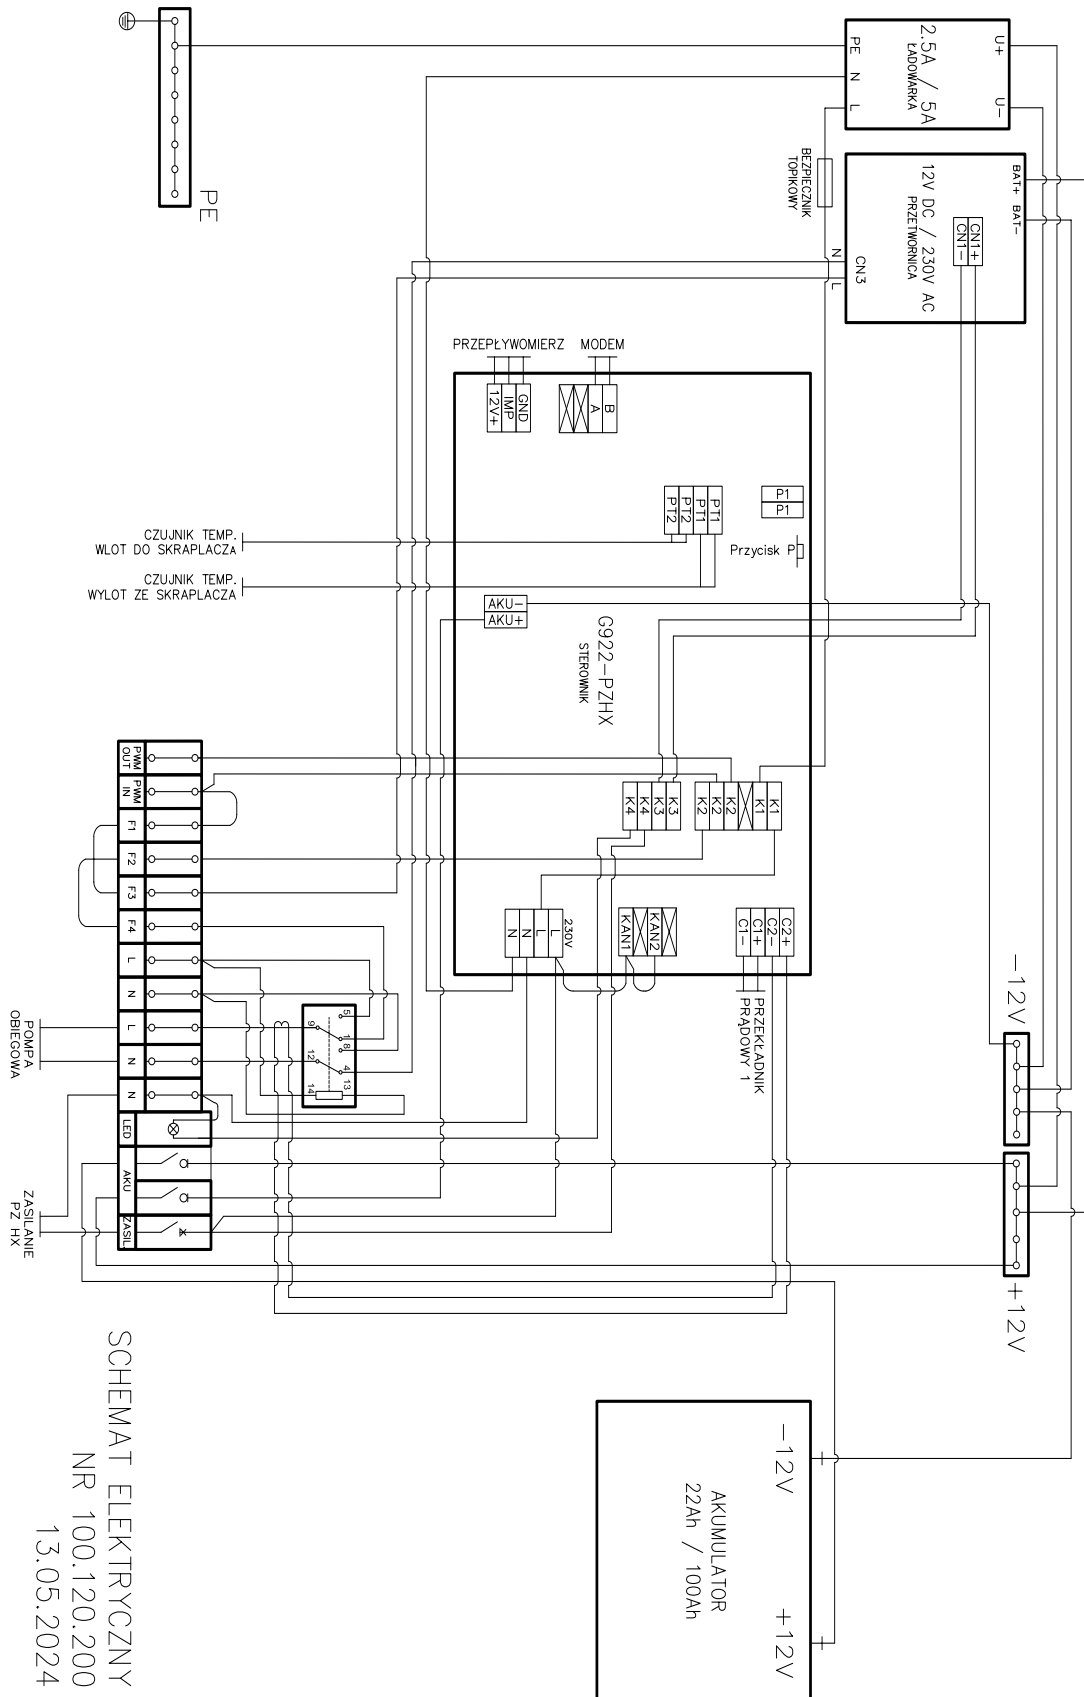 PE
2.5A / 5A
ŁADOWARKA
PE
N
L
U+
U-
BEZPIECZNIK
TOPIKOWY
12V DC / 230V AC
PRZETWORNICA
BAT+
BAT-
CN1+
CN1-
CN3
N
L
PRZEPŁYWOMIERZ
MODEM
GND
IMP
12V+
B
A
P1
P1
Przycisk P
PT1
PT1
PT2
PT2
CZUJNIK TEMP.
WLOT DO SKRAPLACZA
CZUJNIK TEMP.
WYLOT ZE SKRAPLACZA
AKU-
AKU+
G922-PZHX
STEROWNIK
K1
K1
K2
K2
K2
K3
K3
K4
K4
C2+
C2-
C1+
C1-
KAN2
KAN1
230V
L
L
N
N
PRZEKŁADNIK
PRĄDOWY 1
PWM
OUT
PWM
IN
F1
F2
F3
F4
L
N
L
N
N
LED
AKU
ZASIL.
5
9
1
8
12
4
13
14
POMPA
OBIEGOWA
ZASILANIE
PZ HX
-12V
+12V
-12V
+12V
AKUMULATOR
22Ah / 100Ah
SCHEMAT ELEKTRYCZNY
NR 100.120.200
13.05.2024